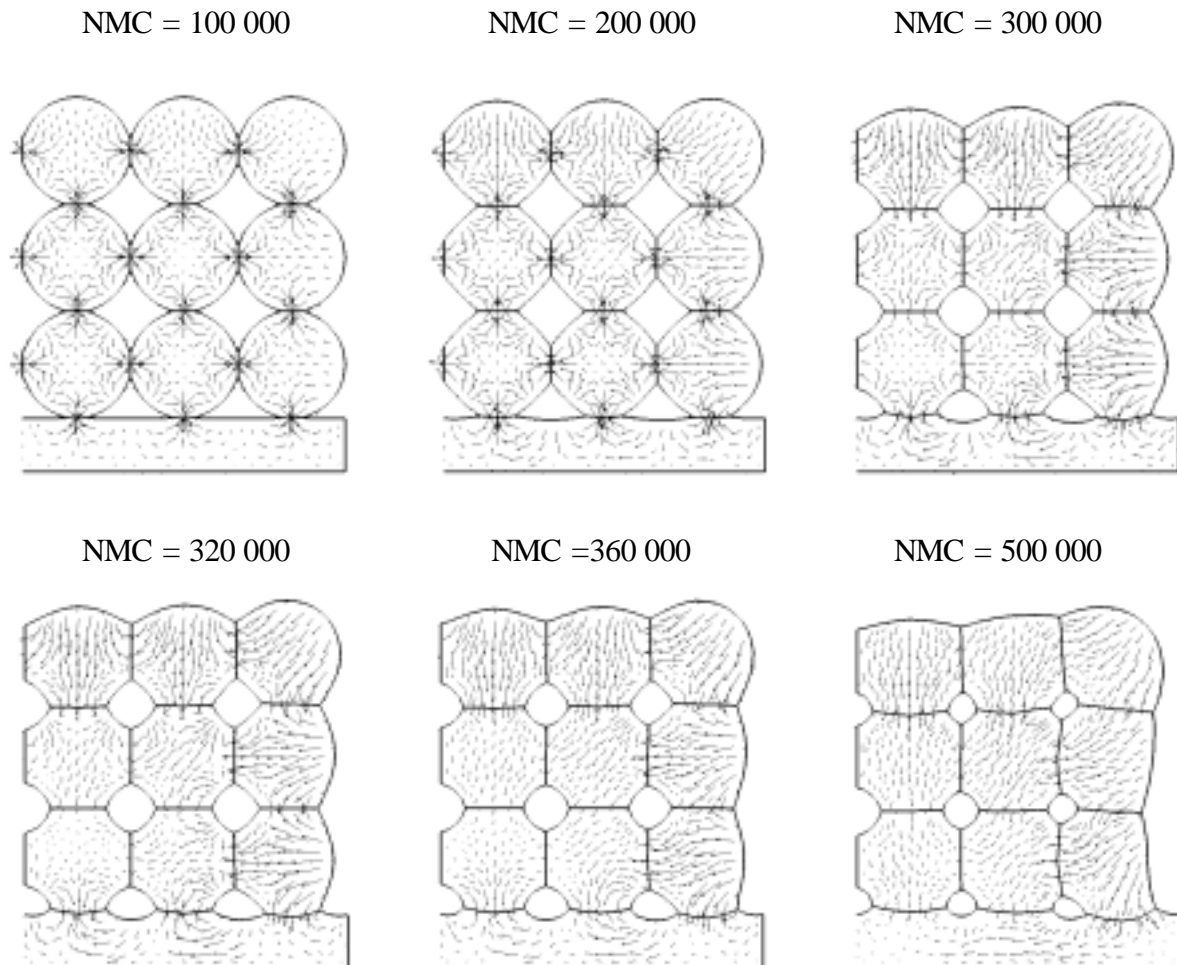 NMC = 100 000
NMC = 200 000
NMC = 300 000
NMC = 320 000
NMC =360 000
NMC = 500 000